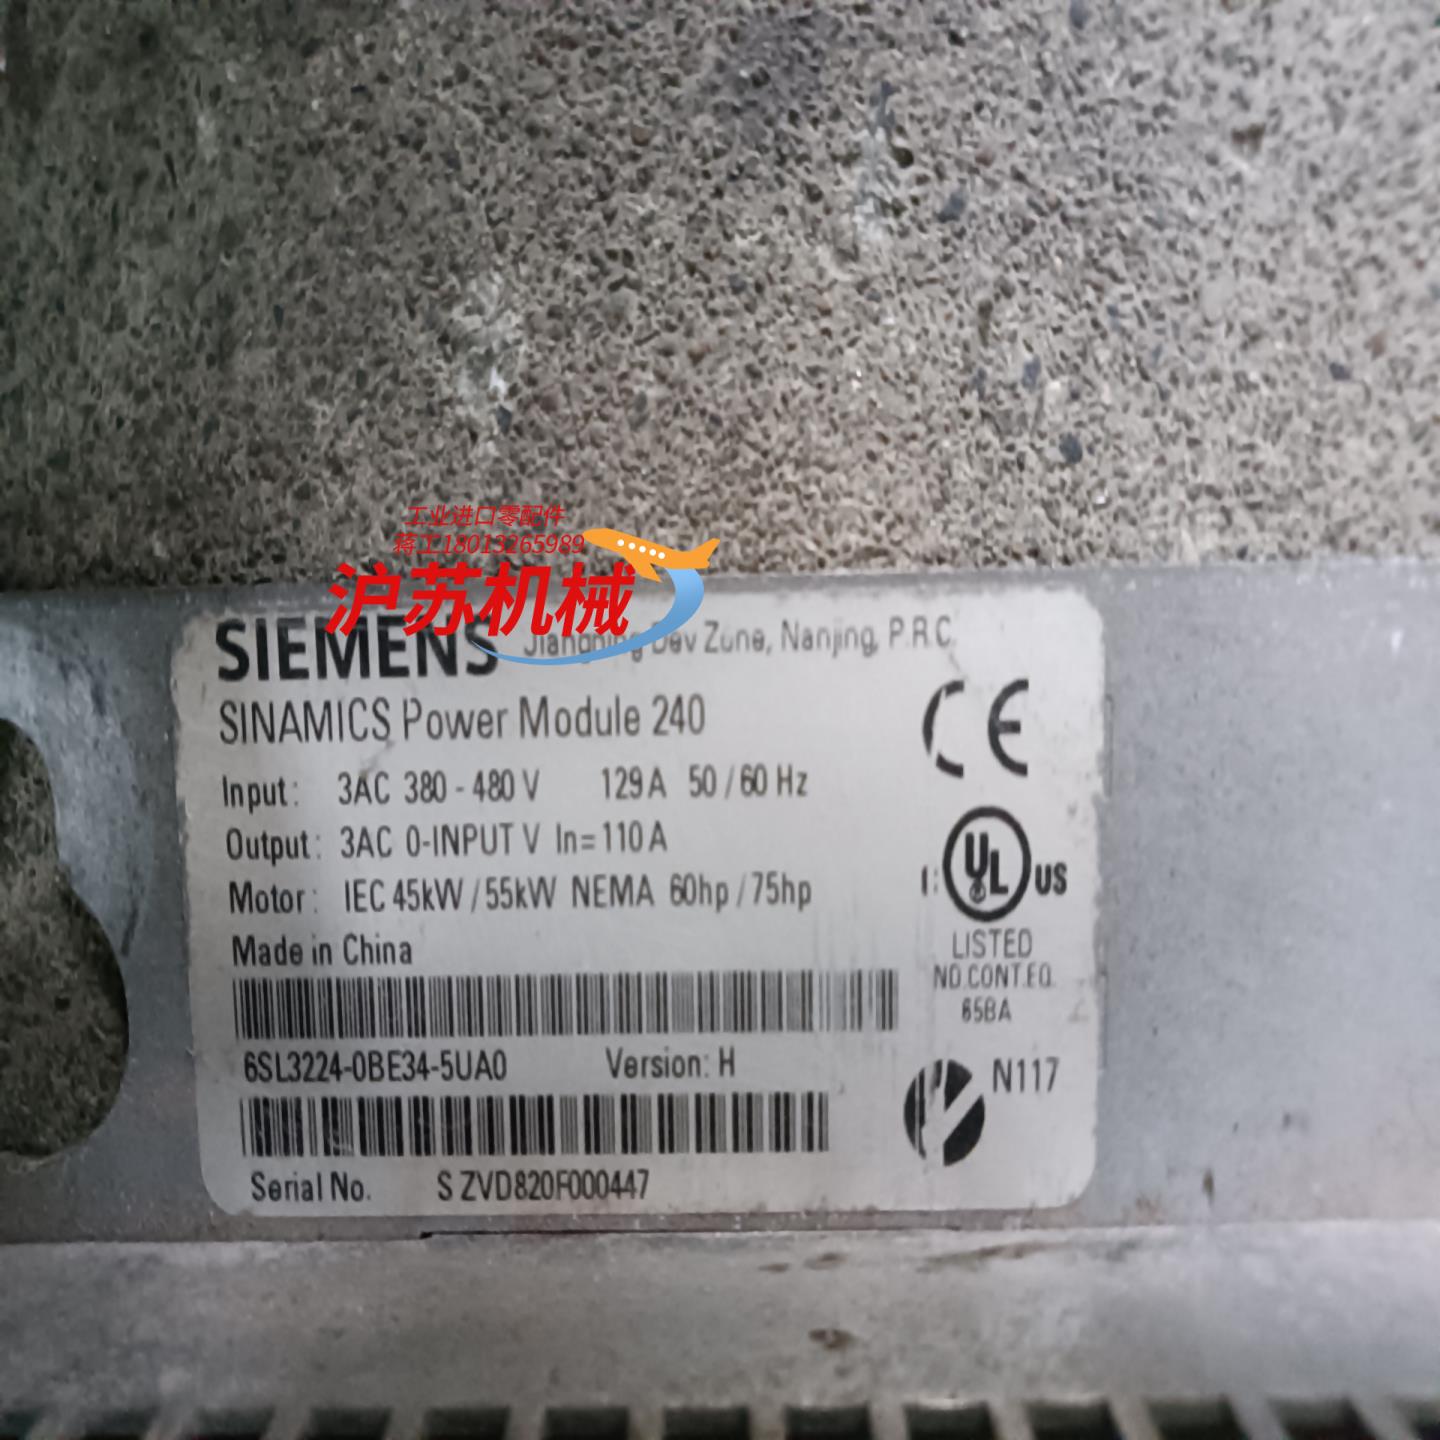 工业进口零配件
蒋工18013265989
沪苏机械
SIEMENS Jiangning Dev Zone, Nanjing, P.R.C.
SINAMICS Power Module 240
Input: 3AC 380 - 480 V 129 A 50 / 60 Hz
Output: 3AC 0-INPUT V In= 110 A
Motor: IEC 45kW / 55kW NEMA 60hp / 75hp
Made in China
CE
UL US
LISTED
IND.CONT.EQ.
65BA
6SL3224-0BE34-5UA0 Version: H
N117
Serial No. S ZVD820F000447